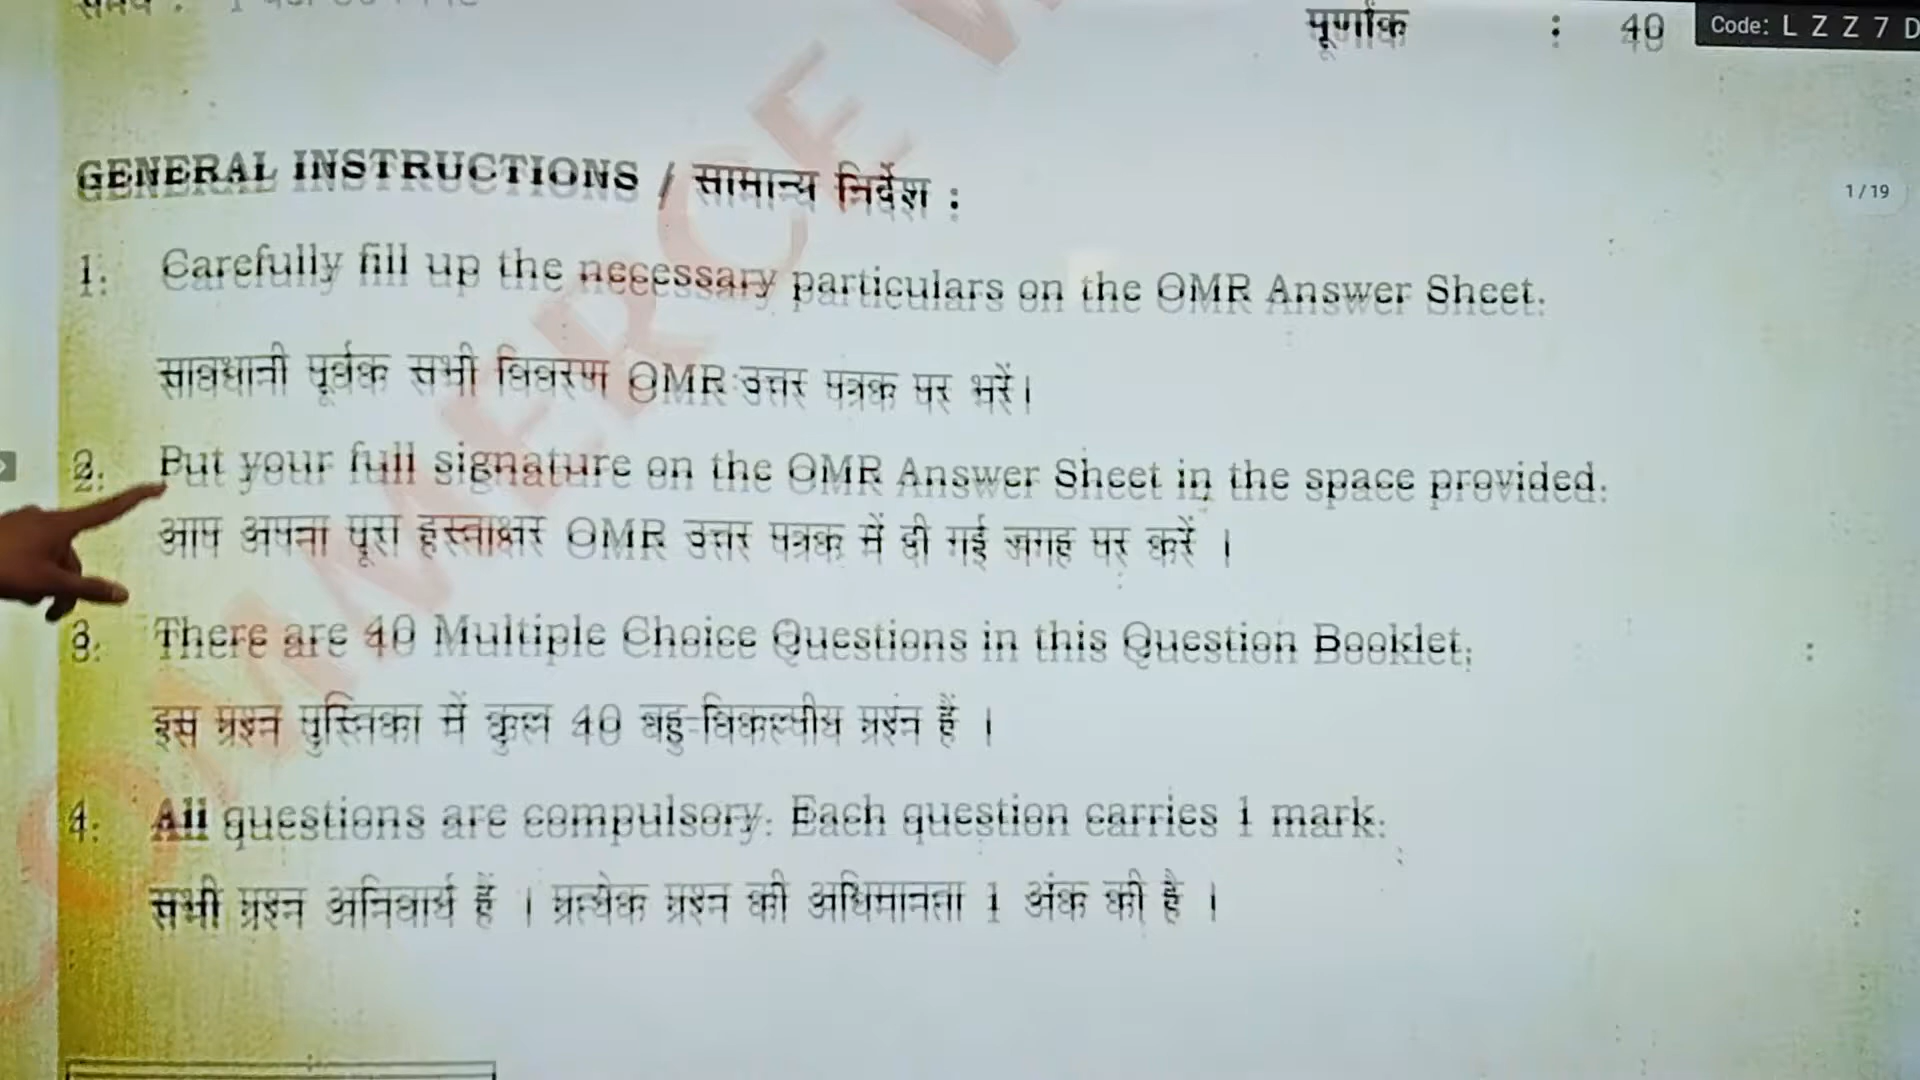 पूर्णांक : 40
Code: L Z Z 7 D
GENERAL INSTRUCTIONS / सामान्य निर्देश :
1/19
1. Carefully fill up the necessary particulars on the OMR Answer Sheet.
सावधानी पूर्वक सभी विवरण OMR उत्तर पत्रक पर भरें।
2. Put your full signature on the OMR Answer Sheet in the space provided.
आप अपना पूरा हस्ताक्षर OMR उत्तर पत्रक में दी गई जगह पर करें ।
3. There are 40 Multiple Choice Questions in this Question Booklet.
इस प्रश्न पुस्तिका में कुल 40 बहु-विकल्पीय प्रश्न हैं ।
4. All questions are compulsory. Each question carries 1 mark.
सभी प्रश्न अनिवार्य हैं । प्रत्येक प्रश्न की अधिमानता 1 अंक की है ।